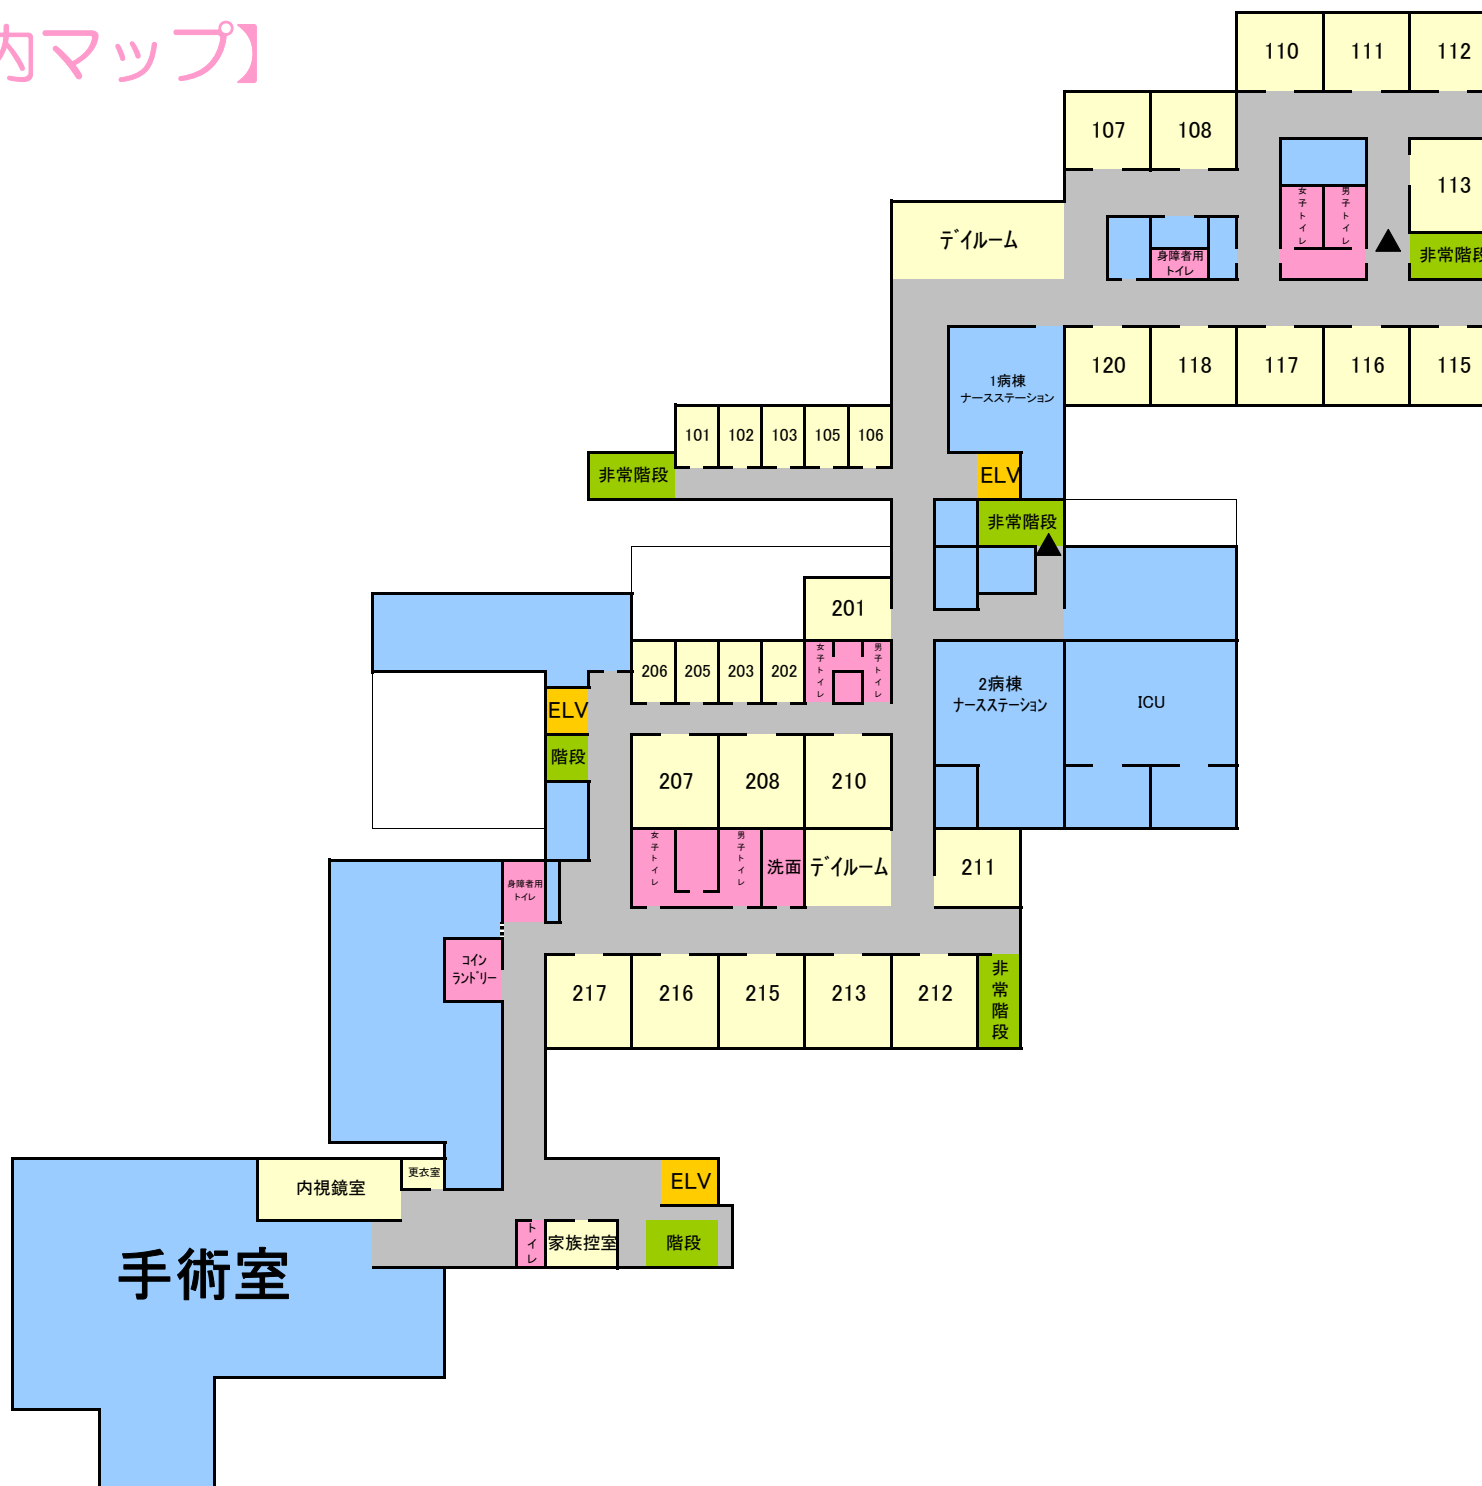 内マップ】
110
111
112
107
108
113
女子トイレ
男子トイレ
デイルーム
身障者用
トイレ
非常階段
1病棟
ナースステーション
120
118
117
116
115
101
102
103
105
106
非常階段
ELV
非常階段
201
206
205
203
202
女子トイレ
男子トイレ
2病棟
ナースステーション
ICU
ELV
階段
207
208
210
女子トイレ
男子トイレ
洗面
デイルーム
211
身障者用
トイレ
コイン
ランドリー
217
216
215
213
212
非常階段
内視鏡室
更衣室
ELV
トイレ
家族控室
階段
手術室